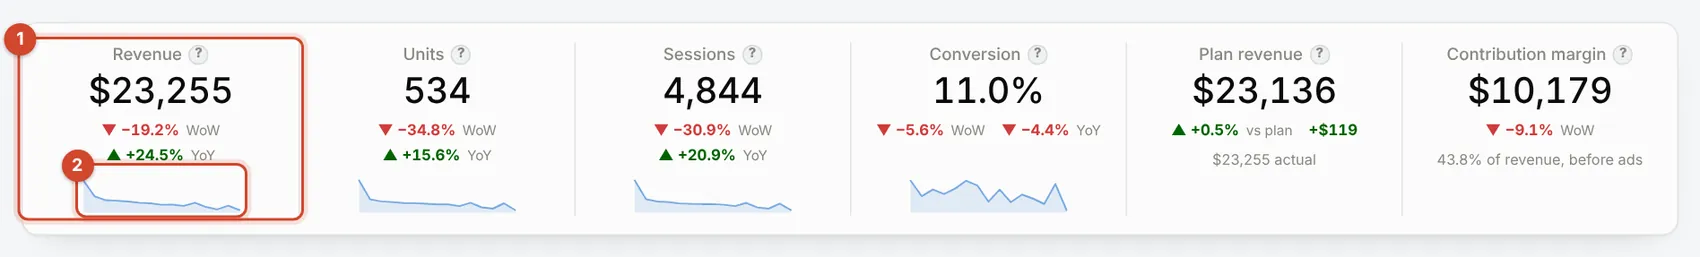 1
Revenue ?
$23,255
▼ −19.2% WoW
▲ +24.5% YoY
2
Units ?
534
▼ −34.8% WoW
▲ +15.6% YoY
Sessions ?
4,844
▼ −30.9% WoW
▲ +20.9% YoY
Conversion ?
11.0%
▼ −5.6% WoW ▼ −4.4% YoY
Plan revenue ?
$23,136
▲ +0.5% vs plan +$119
$23,255 actual
Contribution margin ?
$10,179
▼ −9.1% WoW
43.8% of revenue, before ads